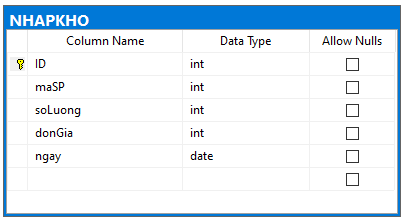 NHAPKHO
Column Name Data Type Allow Nulls
ID int
maSP int
soLuong int
donGia int
ngay date